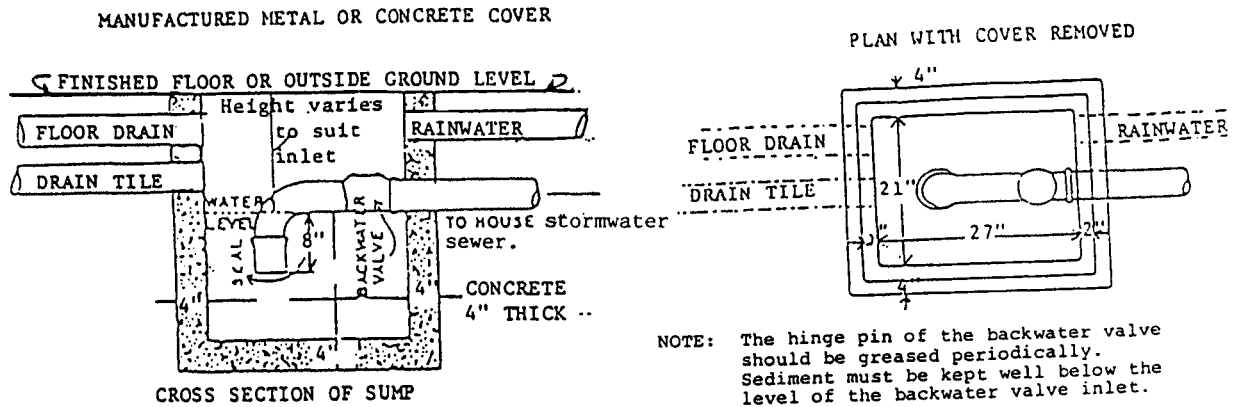 MANUFACTURED METAL OR CONCRETE COVER
FINISHED FLOOR OR OUTSIDE GROUND LEVEL
Height varies
to suit
inlet
FLOOR DRAIN
RAINWATER
DRAIN TILE
WATER
LEVEL
SEAL
8"
BACKWATER
VALVE
TO HOUSE stormwater
sewer.
4"
4"
CONCRETE
4" THICK
4"
CROSS SECTION OF SUMP
PLAN WITH COVER REMOVED
4"
FLOOR DRAIN
RAINWATER
DRAIN TILE
21"
27"
2"
4"
NOTE: The hinge pin of the backwater valve
should be greased periodically.
Sediment must be kept well below the
level of the backwater valve inlet.